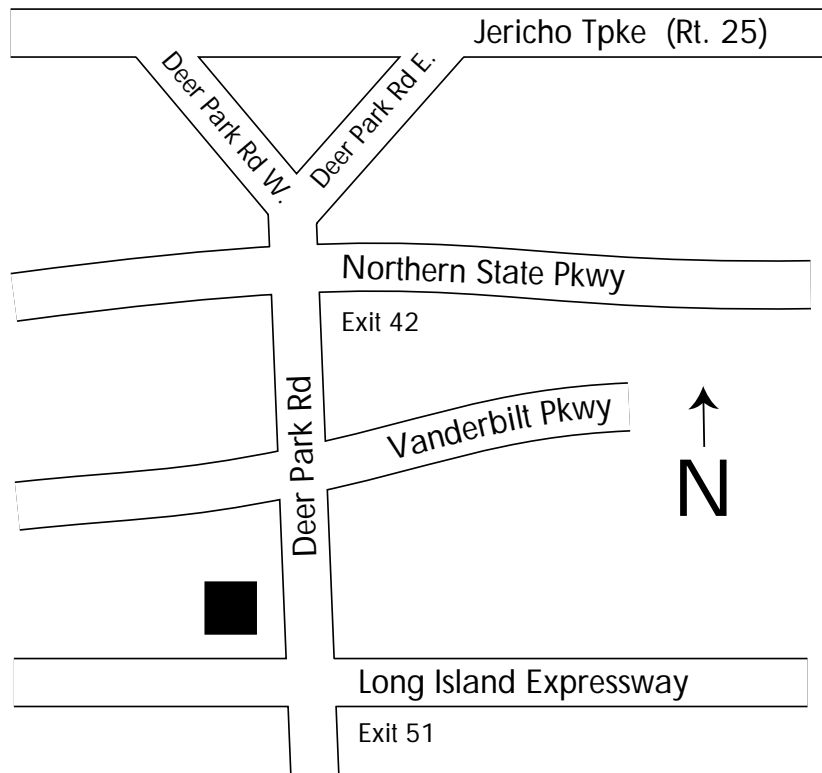 Jericho Tpke (Rt. 25)
Deer Park Rd W.
Deer Park Rd E.
Northern State Pkwy
Exit 42
Deer Park Rd
Vanderbilt Pkwy
N
Long Island Expressway
Exit 51